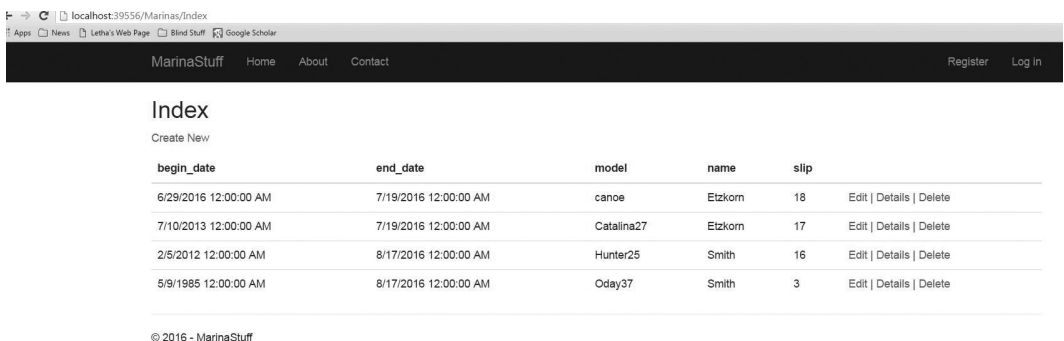 localhost:39556/Marinas/Index
Apps News Letha's Web Page Blind Stuff Google Scholar
MarinaStuff Home About Contact Register Log in
Index
Create New
begin_date end_date model name slip
6/29/2016 12:00:00 AM 7/19/2016 12:00:00 AM canoe Etzkorn 18 Edit | Details | Delete
7/10/2013 12:00:00 AM 7/19/2016 12:00:00 AM Catalina27 Etzkorn 17 Edit | Details | Delete
2/5/2012 12:00:00 AM 8/17/2016 12:00:00 AM Hunter25 Smith 16 Edit | Details | Delete
5/9/1985 12:00:00 AM 8/17/2016 12:00:00 AM Oday37 Smith 3 Edit | Details | Delete
© 2016 - MarinaStuff